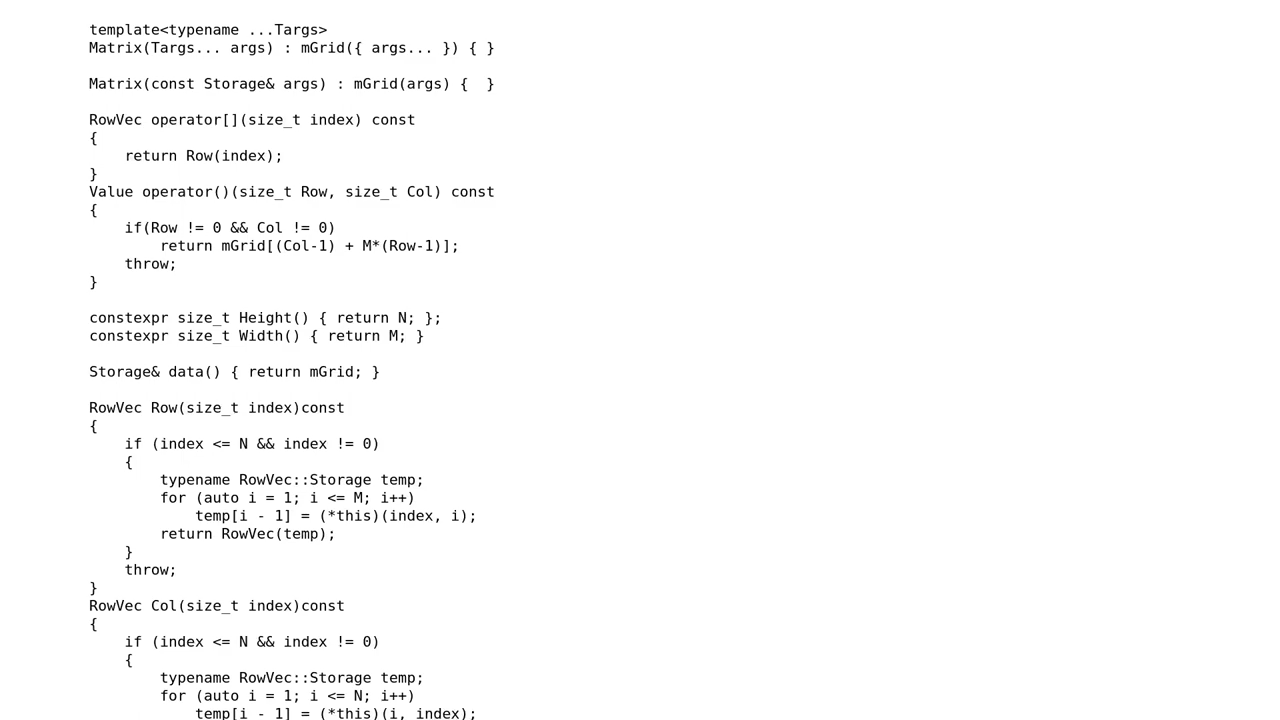 template<typename ...Targs>
Matrix(Targs... args) : mGrid({ args... }) { }

Matrix(const Storage& args) : mGrid(args) {  }

RowVec operator[](size_t index) const
{
    return Row(index);
}
Value operator()(size_t Row, size_t Col) const
{
    if(Row != 0 && Col != 0)
        return mGrid[(Col-1) + M*(Row-1)];
    throw;
}

constexpr size_t Height() { return N; };
constexpr size_t Width() { return M; }

Storage& data() { return mGrid; }

RowVec Row(size_t index)const
{
    if (index <= N && index != 0)
    {
        typename RowVec::Storage temp;
        for (auto i = 1; i <= M; i++)
            temp[i - 1] = (*this)(index, i);
        return RowVec(temp);
    }
    throw;
}
RowVec Col(size_t index)const
{
    if (index <= N && index != 0)
    {
        typename RowVec::Storage temp;
        for (auto i = 1; i <= N; i++)
            temp[i - 1] = (*this)(i, index);